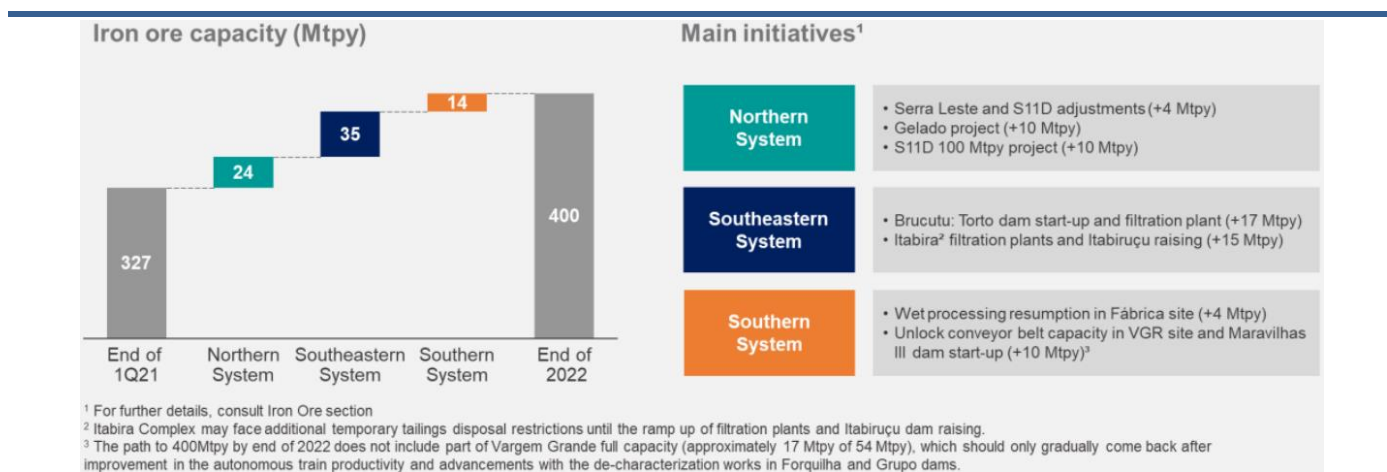 Iron ore capacity (Mtpy)
Main initiatives¹
14
35
24
327
400
End of
1Q21
Northern
System
Southeastern
System
Southern
System
End of
2022
Northern
System
• Serra Leste and S11D adjustments (+4 Mtpy)
• Gelado project (+10 Mtpy)
• S11D 100 Mtpy project (+10 Mtpy)
Southeastern
System
• Brucutu: Torto dam start-up and filtration plant (+17 Mtpy)
• Itabira² filtration plants and Itabiruçu raising (+15 Mtpy)
Southern
System
• Wet processing resumption in Fábrica site (+4 Mtpy)
• Unlock conveyor belt capacity in VGR site and Maravilhas
III dam start-up (+10 Mtpy)³
¹ For further details, consult Iron Ore section
² Itabira Complex may face additional temporary tailings disposal restrictions until the ramp up of filtration plants and Itabiruçu dam raising.
³ The path to 400Mtpy by end of 2022 does not include part of Vargem Grande full capacity (approximately 17 Mtpy of 54 Mtpy), which should only gradually come back after
improvement in the autonomous train productivity and advancements with the de-characterization works in Forquilha and Grupo dams.